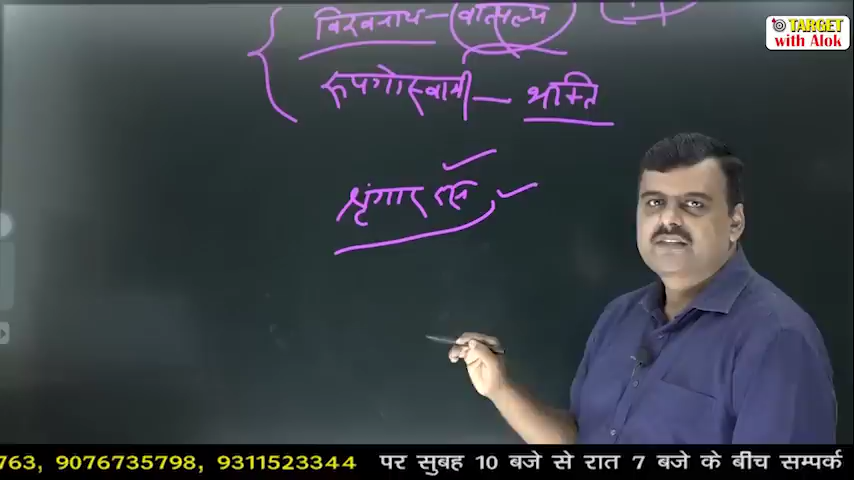 TARGET
with Alok
विश्वनाथ - वात्सल्य
रूपगोस्वामी - भक्ति
श्रृंगार रस
763, 9076735798, 9311523344 पर सुबह 10 बजे से रात 7 बजे के बीच सम्पर्क